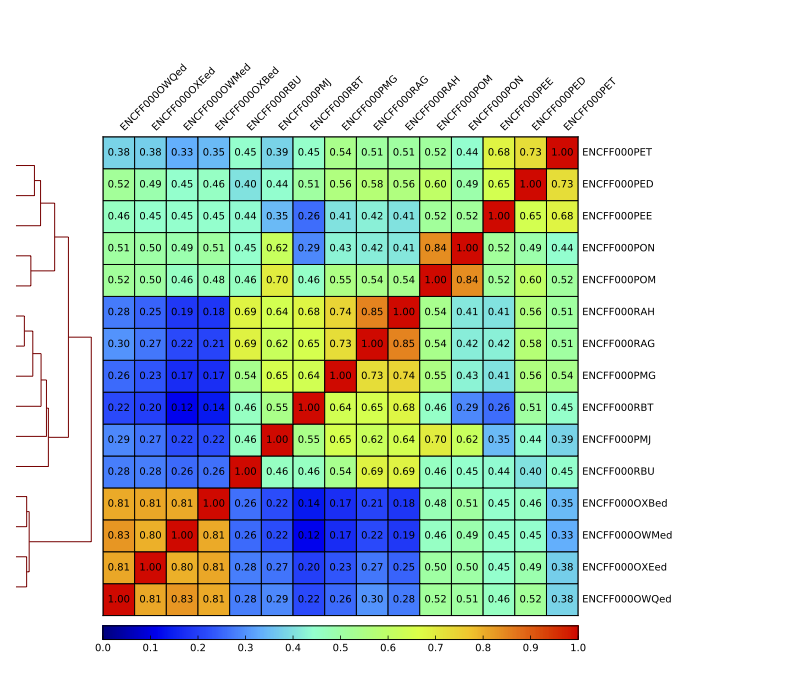 ENCFF000OWQed ENCFF000OXEed ENCFF000OWMed ENCFF000OXBed ENCFF000RBU ENCFF000PMJ ENCFF000RBT ENCFF000PMG ENCFF000RAG ENCFF000RAH ENCFF000POM ENCFF000PON ENCFF000PEE ENCFF000PED ENCFF000PET
0.38 0.38 0.33 0.35 0.45 0.39 0.45 0.54 0.51 0.51 0.52 0.44 0.68 0.73 1.00 ENCFF000PET
0.52 0.49 0.45 0.46 0.40 0.44 0.51 0.56 0.58 0.56 0.60 0.49 0.65 1.00 0.73 ENCFF000PED
0.46 0.45 0.45 0.45 0.44 0.35 0.26 0.41 0.42 0.41 0.52 0.52 1.00 0.65 0.68 ENCFF000PEE
0.51 0.50 0.49 0.51 0.45 0.62 0.29 0.43 0.42 0.41 0.84 1.00 0.52 0.49 0.44 ENCFF000PON
0.52 0.50 0.46 0.48 0.46 0.70 0.46 0.55 0.54 0.54 1.00 0.84 0.52 0.60 0.52 ENCFF000POM
0.28 0.25 0.19 0.18 0.69 0.64 0.68 0.74 0.85 1.00 0.54 0.41 0.41 0.56 0.51 ENCFF000RAH
0.30 0.27 0.22 0.21 0.69 0.62 0.65 0.73 1.00 0.85 0.54 0.42 0.42 0.58 0.51 ENCFF000RAG
0.26 0.23 0.17 0.17 0.54 0.65 0.64 1.00 0.73 0.74 0.55 0.43 0.41 0.56 0.54 ENCFF000PMG
0.22 0.20 0.12 0.14 0.46 0.55 1.00 0.64 0.65 0.68 0.46 0.29 0.26 0.51 0.45 ENCFF000RBT
0.29 0.27 0.22 0.22 0.46 1.00 0.55 0.65 0.62 0.64 0.70 0.62 0.35 0.44 0.39 ENCFF000PMJ
0.28 0.28 0.26 0.26 1.00 0.46 0.46 0.54 0.69 0.69 0.46 0.45 0.44 0.40 0.45 ENCFF000RBU
0.81 0.81 0.81 1.00 0.26 0.22 0.14 0.17 0.21 0.18 0.48 0.51 0.45 0.46 0.35 ENCFF000OXBed
0.83 0.80 1.00 0.81 0.26 0.22 0.12 0.17 0.22 0.19 0.46 0.49 0.45 0.45 0.33 ENCFF000OWMed
0.81 1.00 0.80 0.81 0.28 0.27 0.20 0.23 0.27 0.25 0.50 0.50 0.45 0.49 0.38 ENCFF000OXEed
1.00 0.81 0.83 0.81 0.28 0.29 0.22 0.26 0.30 0.28 0.52 0.51 0.46 0.52 0.38 ENCFF000OWQed
0.0 0.1 0.2 0.3 0.4 0.5 0.6 0.7 0.8 0.9 1.0